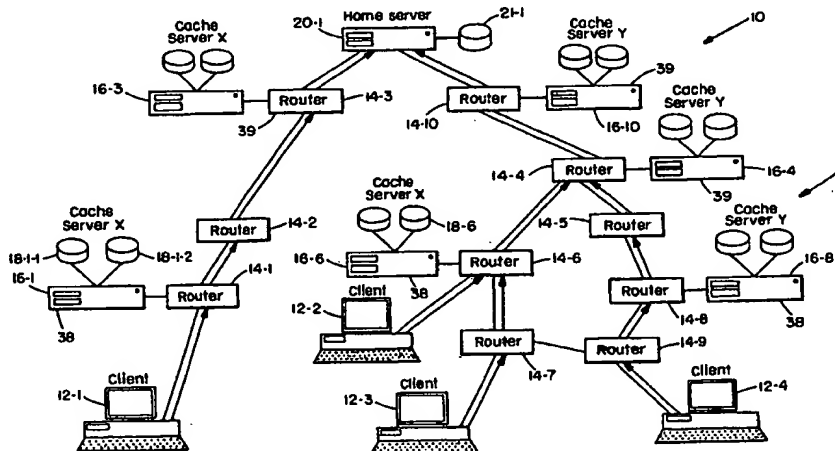 Home server
20-1
21-1
10
Cache
Server X
Cache
Server Y
16-3
Router
14-3
39
Router
14-10
39
16-10
Cache
Server Y
14-4
Router
39
16-4
Cache
Server X
18-1-1
18-1-2
16-1
38
Router
14-2
Router
14-1
Cache
Server X
18-6
16-6
38
Router
14-6
14-5
Router
Cache
Server Y
16-8
38
Router
14-8
Client
12-2
Router
14-7
Router
14-9
Client
12-1
Client
12-3
Client
12-4